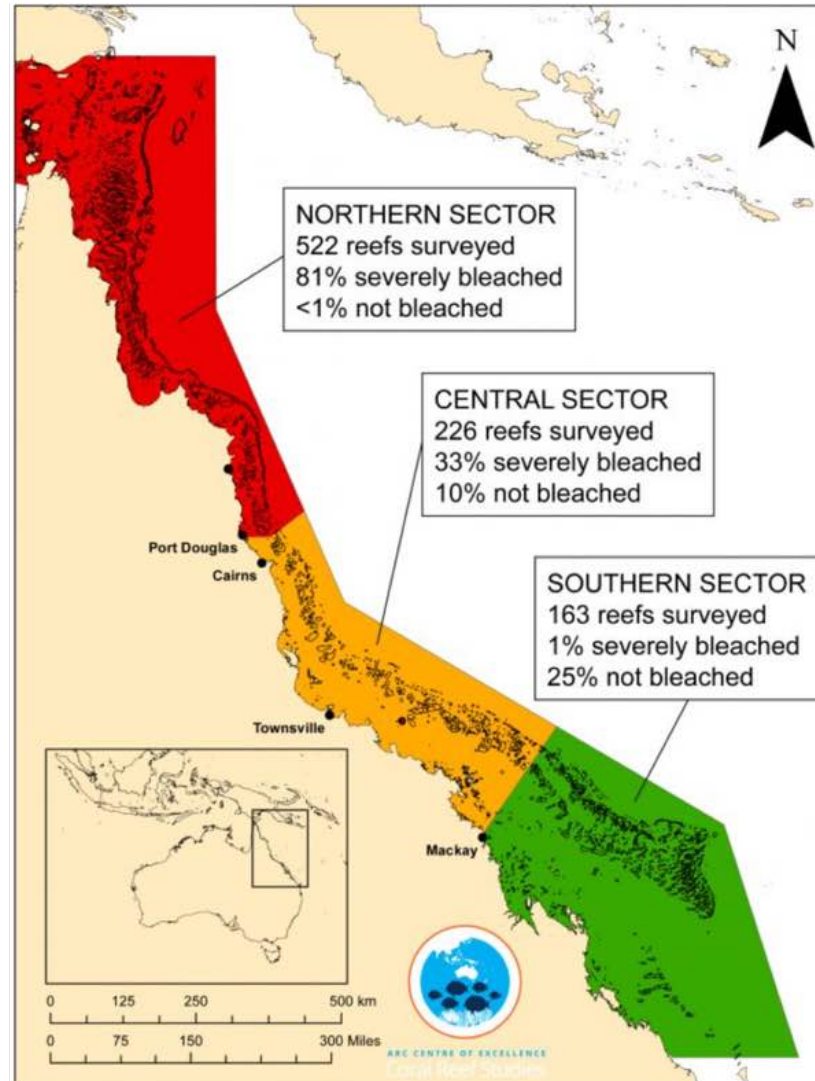 N
NORTHERN SECTOR
522 reefs surveyed
81% severely bleached
<1% not bleached
CENTRAL SECTOR
226 reefs surveyed
33% severely bleached
10% not bleached
Port Douglas
Cairns
SOUTHERN SECTOR
163 reefs surveyed
1% severely bleached
25% not bleached
Townsville
Mackay
0 125 250 500 km
0 75 150 300 Miles
ARC CENTRE OF EXCELLENCE
Coral Reef Studies